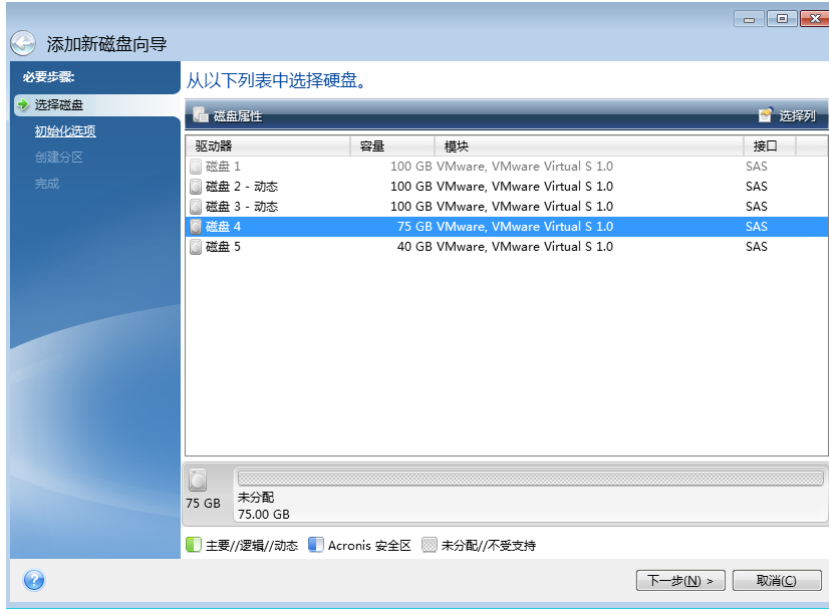 添加新磁盘向导
必要步骤:
选择磁盘
初始化选项
创建分区
完成
从以下列表中选择硬盘。
磁盘属性 选择列
驱动器 容量 模块 接口
磁盘 1 100 GB VMware, VMware Virtual S 1.0 SAS
磁盘 2 - 动态 100 GB VMware, VMware Virtual S 1.0 SAS
磁盘 3 - 动态 100 GB VMware, VMware Virtual S 1.0 SAS
磁盘 4 75 GB VMware, VMware Virtual S 1.0 SAS
磁盘 5 40 GB VMware, VMware Virtual S 1.0 SAS
未分配
75 GB 75.00 GB
主要//逻辑//动态 Acronis 安全区 未分配//不受支持
下一步(N) > 取消(C)